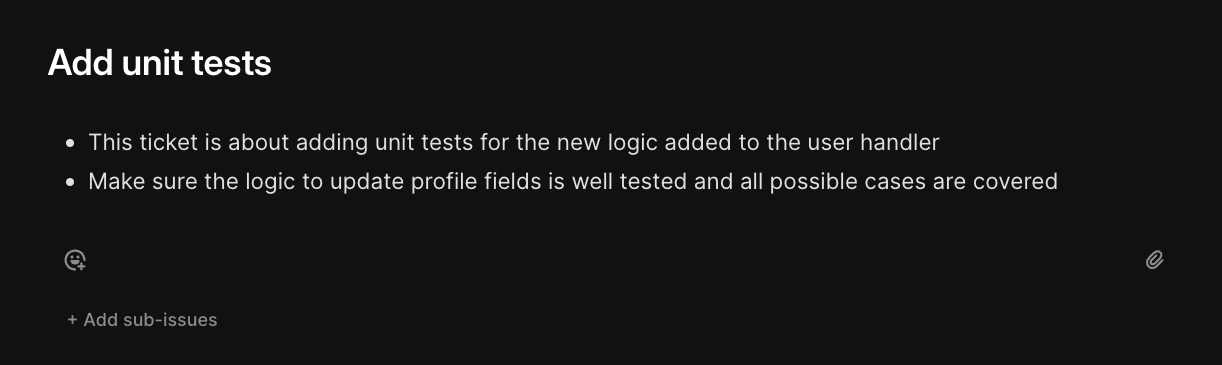 Add unit tests
• This ticket is about adding unit tests for the new logic added to the user handler
• Make sure the logic to update profile fields is well tested and all possible cases are covered
+ Add sub-issues